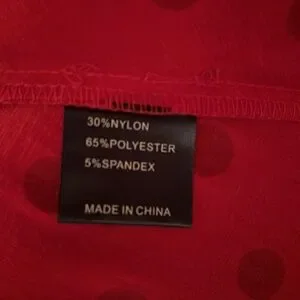 30%NYLON
65%POLYESTER
5%SPANDEX
MADE IN CHINA